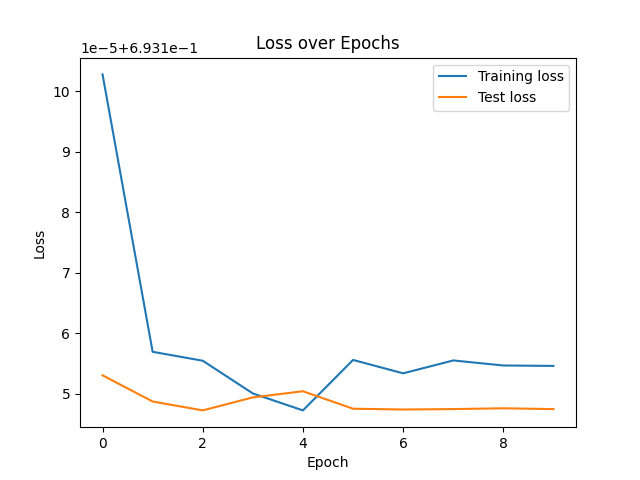 Loss over Epochs
1e−5+6.931e−1
Training loss
Test loss
10
9
8
7
6
5
Loss
0 2 4 6 8
Epoch